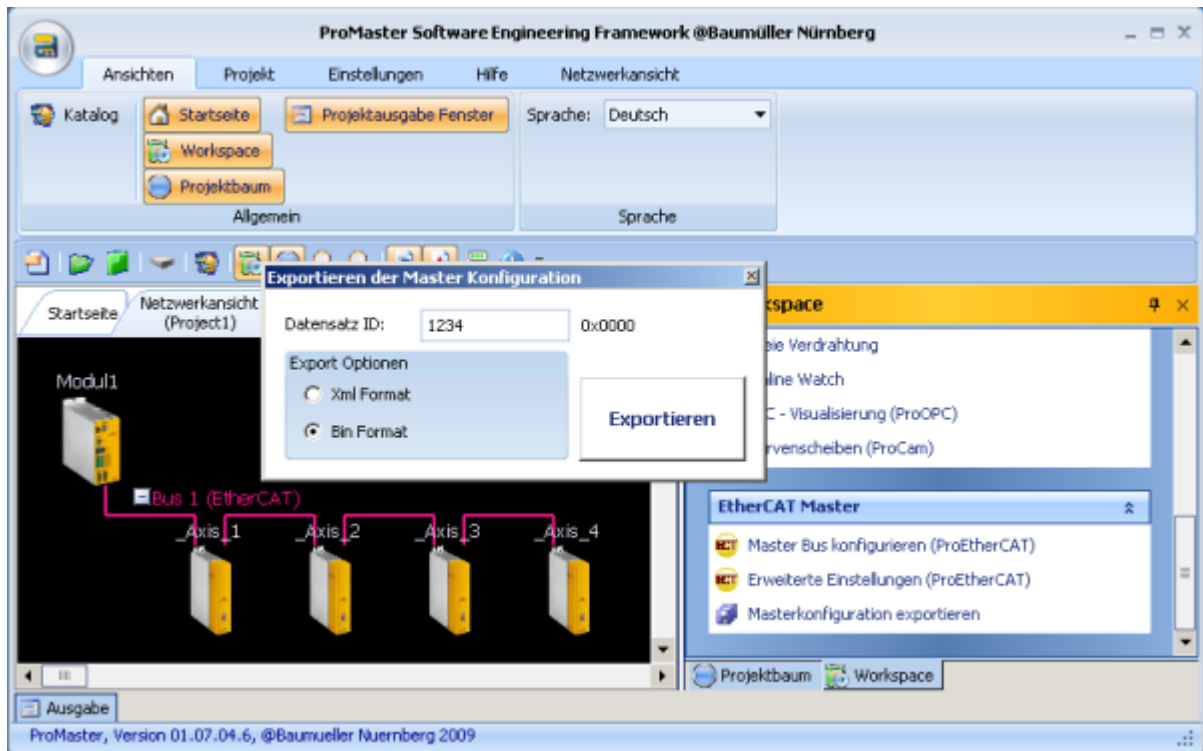 ProMaster Software Engineering Framework @Baumüller Nürnberg
Ansichten Projekt Einstellungen Hilfe Netzwerkansicht
Katalog Startseite Projektausgabe Fenster Sprache: Deutsch
Workspace
Projektbaum
Allgemein Sprache
Exportieren der Master Konfiguration
Startseite Netzwerkansicht
(Project1)
Datensatz ID: 1234 0x0000
Export Optionen
Xml Format
Bin Format
Exportieren
Modul1
Bus 1 (EtherCAT)
_Axis_1 _Axis_2 _Axis_3 _Axis_4
kspace
eie Verdrahtung
line Watch
C - Visualisierung (ProOPC)
rvenscheiben (ProCam)
EtherCAT Master
Master Bus konfigurieren (ProEtherCAT)
Erweiterte Einstellungen (ProEtherCAT)
Masterkonfiguration exportieren
Projektbaum Workspace
Ausgabe
ProMaster, Version 01.07.04.6, @Baumueller Nuernberg 2009